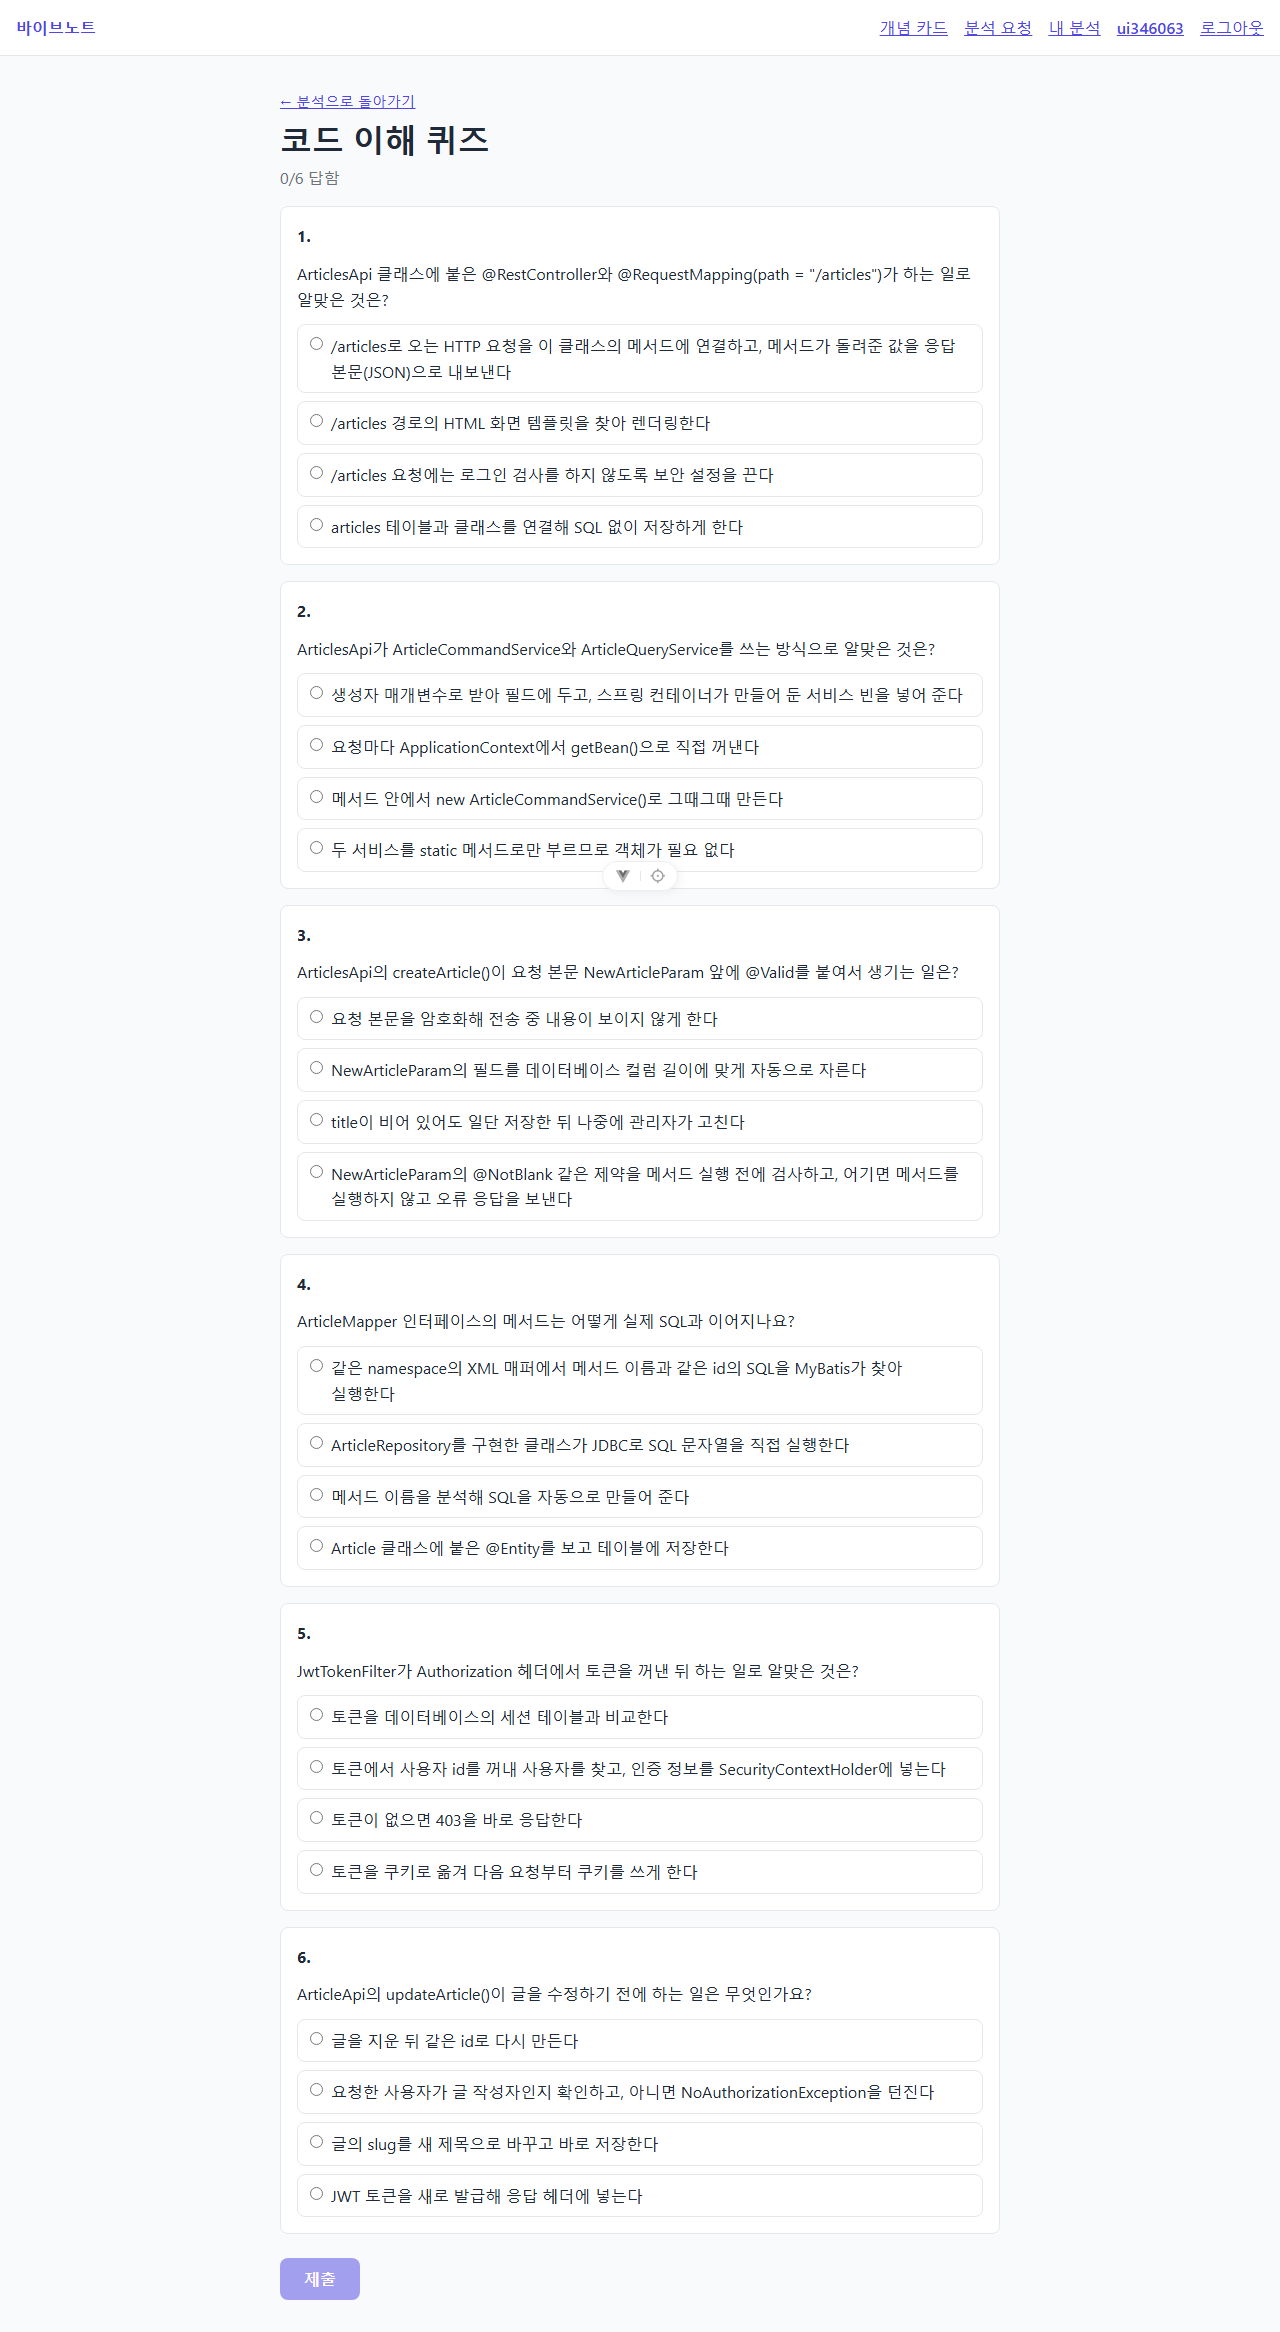 바이브노트
개념 카드 분석 요청 내 분석 ui346063 로그아웃
← 분석으로 돌아가기
코드 이해 퀴즈
0/6 답함
1.
ArticlesApi 클래스에 붙은 @RestController와 @RequestMapping(path = "/articles")가 하는 일로
알맞은 것은?
/articles로 오는 HTTP 요청을 이 클래스의 메서드에 연결하고, 메서드가 돌려준 값을 응답
본문(JSON)으로 내보낸다
/articles 경로의 HTML 화면 템플릿을 찾아 렌더링한다
/articles 요청에는 로그인 검사를 하지 않도록 보안 설정을 끈다
articles 테이블과 클래스를 연결해 SQL 없이 저장하게 한다
2.
ArticlesApi가 ArticleCommandService와 ArticleQueryService를 쓰는 방식으로 알맞은 것은?
생성자 매개변수로 받아 필드에 두고, 스프링 컨테이너가 만들어 둔 서비스 빈을 넣어 준다
요청마다 ApplicationContext에서 getBean()으로 직접 꺼낸다
메서드 안에서 new ArticleCommandService()로 그때그때 만든다
두 서비스를 static 메서드로만 부르므로 객체가 필요 없다
3.
ArticlesApi의 createArticle()이 요청 본문 NewArticleParam 앞에 @Valid를 붙여서 생기는 일은?
요청 본문을 암호화해 전송 중 내용이 보이지 않게 한다
NewArticleParam의 필드를 데이터베이스 컬럼 길이에 맞게 자동으로 자른다
title이 비어 있어도 일단 저장한 뒤 나중에 관리자가 고친다
NewArticleParam의 @NotBlank 같은 제약을 메서드 실행 전에 검사하고, 어기면 메서드를
실행하지 않고 오류 응답을 보낸다
4.
ArticleMapper 인터페이스의 메서드는 어떻게 실제 SQL과 이어지나요?
같은 namespace의 XML 매퍼에서 메서드 이름과 같은 id의 SQL을 MyBatis가 찾아
실행한다
ArticleRepository를 구현한 클래스가 JDBC로 SQL 문자열을 직접 실행한다
메서드 이름을 분석해 SQL을 자동으로 만들어 준다
Article 클래스에 붙은 @Entity를 보고 테이블에 저장한다
5.
JwtTokenFilter가 Authorization 헤더에서 토큰을 꺼낸 뒤 하는 일로 알맞은 것은?
토큰을 데이터베이스의 세션 테이블과 비교한다
토큰에서 사용자 id를 꺼내 사용자를 찾고, 인증 정보를 SecurityContextHolder에 넣는다
토큰이 없으면 403을 바로 응답한다
토큰을 쿠키로 옮겨 다음 요청부터 쿠키를 쓰게 한다
6.
ArticleApi의 updateArticle()이 글을 수정하기 전에 하는 일은 무엇인가요?
글을 지운 뒤 같은 id로 다시 만든다
요청한 사용자가 글 작성자인지 확인하고, 아니면 NoAuthorizationException을 던진다
글의 slug를 새 제목으로 바꾸고 바로 저장한다
JWT 토큰을 새로 발급해 응답 헤더에 넣는다
제출